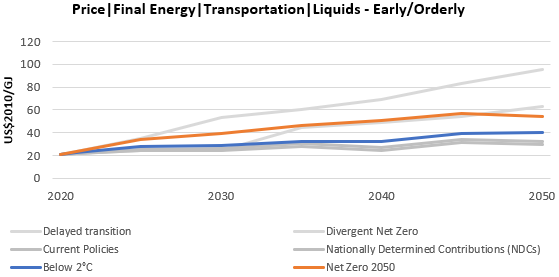 Price|Final Energy|Transportation|Liquids - Early/Orderly
US$2010/GJ
120
100
80
60
40
20
0
2020 2030 2040 2050
Delayed transition Divergent Net Zero
Current Policies Nationally Determined Contributions (NDCs)
Below 2°C Net Zero 2050